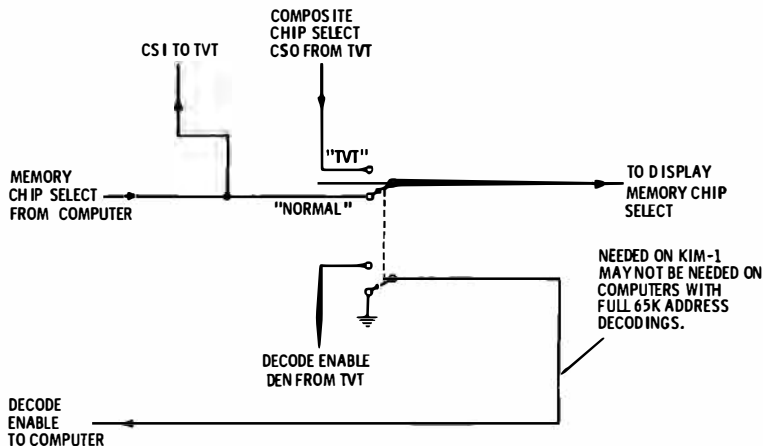 COMPOSITE
CHIP SELECT
CSO FROM TVT
CSI TO TVT
"TVT"
MEMORY
CHIP SELECT
FROM COMPUTER
"NORMAL"
TO DISPLAY
MEMORY CHIP
SELECT
NEEDED ON KIM-1
MAY NOT BE NEEDED ON
COMPUTERS WITH
FULL 65K ADDRESS
DECODINGS.
DECODE ENABLE
DEN FROM TVT
DECODE
ENABLE
TO COMPUTER